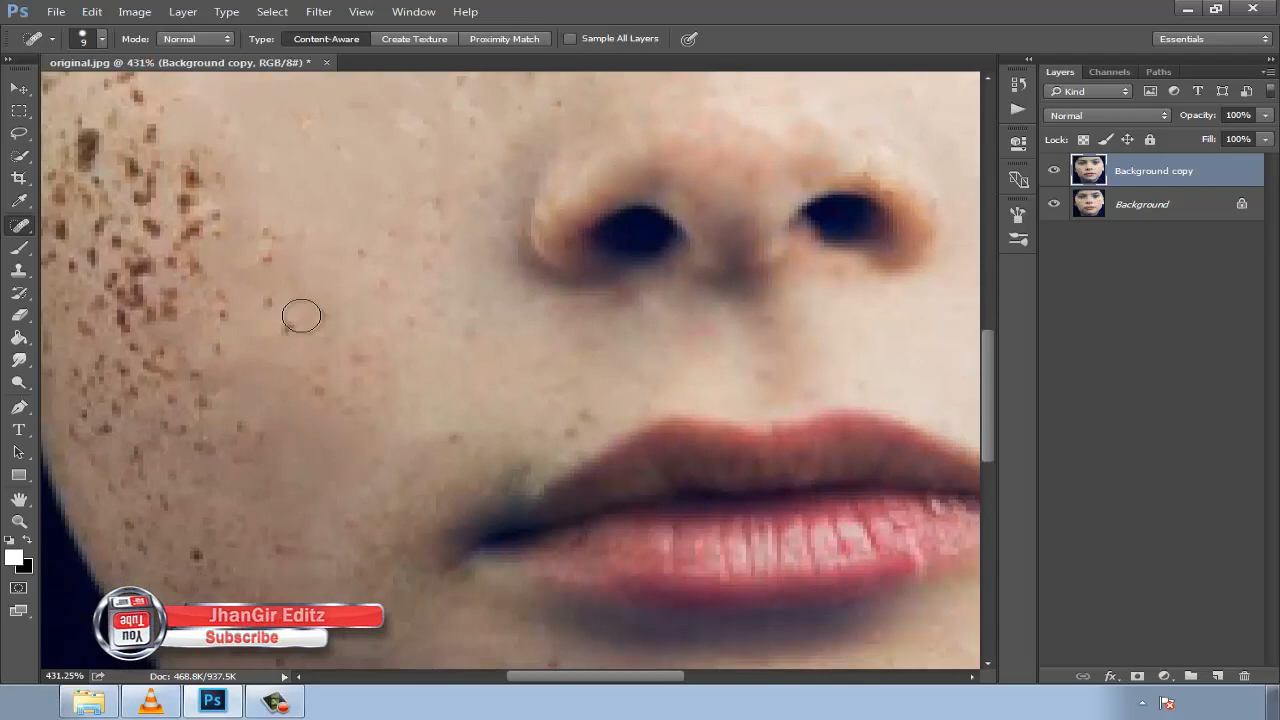 Ps File Edit Image Layer Type Select Filter View Window Help
9 Mode: Normal Type: Content-Aware Create Texture Proximity Match Sample All Layers Essentials
original.jpg @ 431% (Background copy, RGB/8#) * ×
Layers Channels Paths
Kind
Normal Opacity: 100%
Lock: Fill: 100%
Background copy
Background
JhanGir Editz
You Tube
Subscribe
431.25% Doc: 468.8K/937.5K
Ps